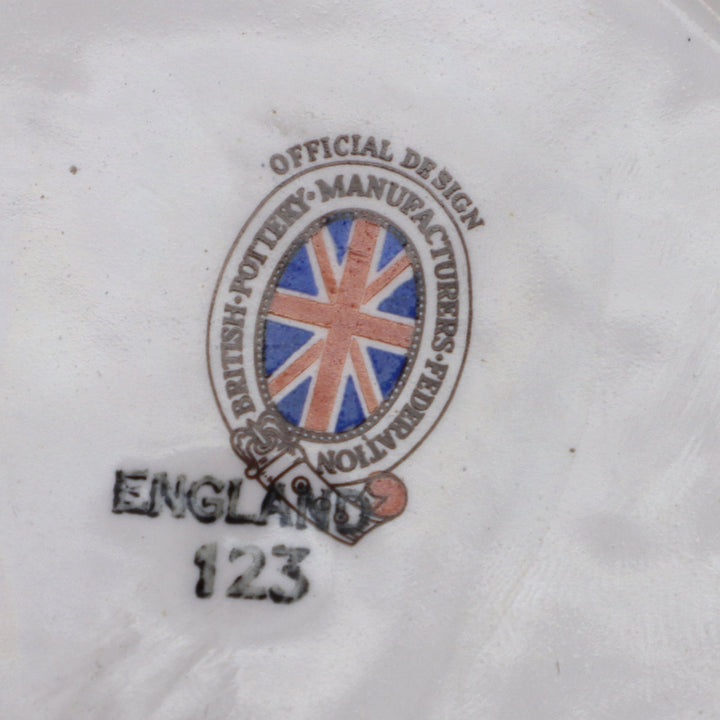 OFFICIAL DESIGN
BRITISH·POTTERY·MANUFACTURERS·FEDERATION
ENGLAND
123